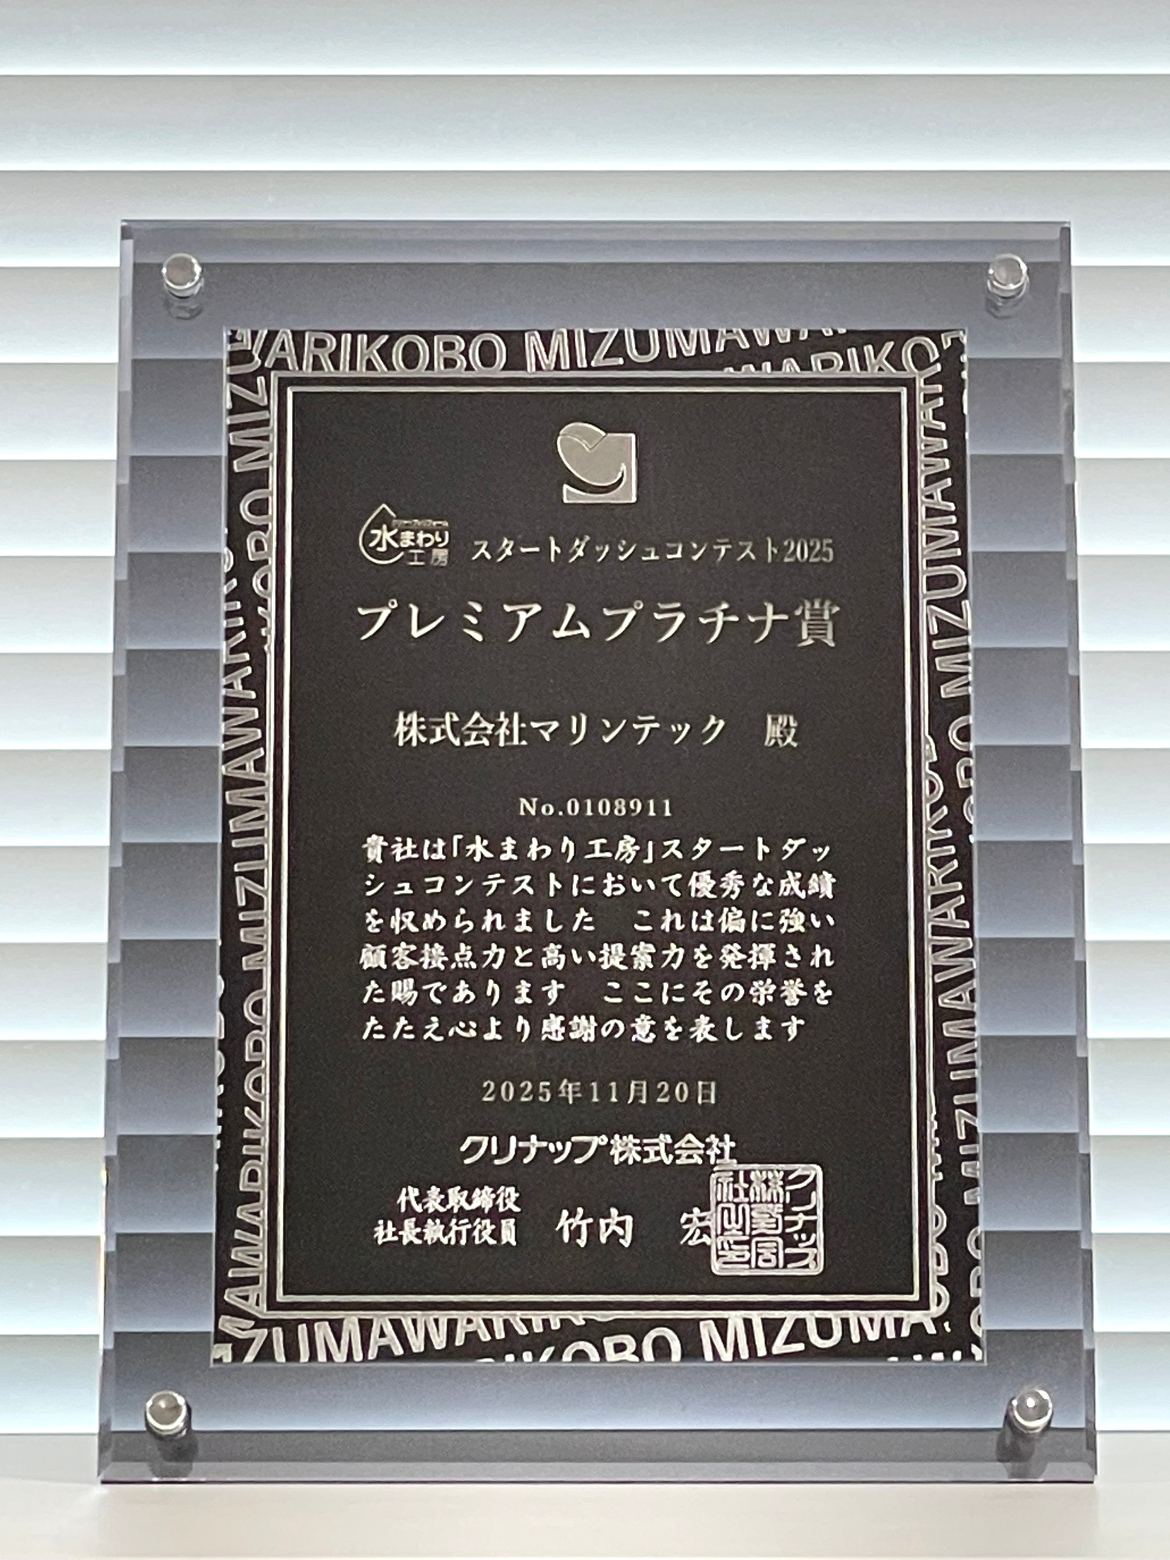 MIZUMAWARIKOBO MIZUMAWARIKOBO
水まわり
工房
スタートダッシュコンテスト2025
プレミアムプラチナ賞
株式会社マリンテック 殿
No.0108911
貴社は「水まわり工房」スタートダッ
シュコンテストにおいて優秀な成績
を収められました これは偏に強い
顧客接点力と高い提案力を発揮され
た賜であります ここにその栄誉を
たたえ心より感謝の意を表します
2025年11月20日
クリナップ株式会社
代表取締役
社長執行役員 竹内 宏